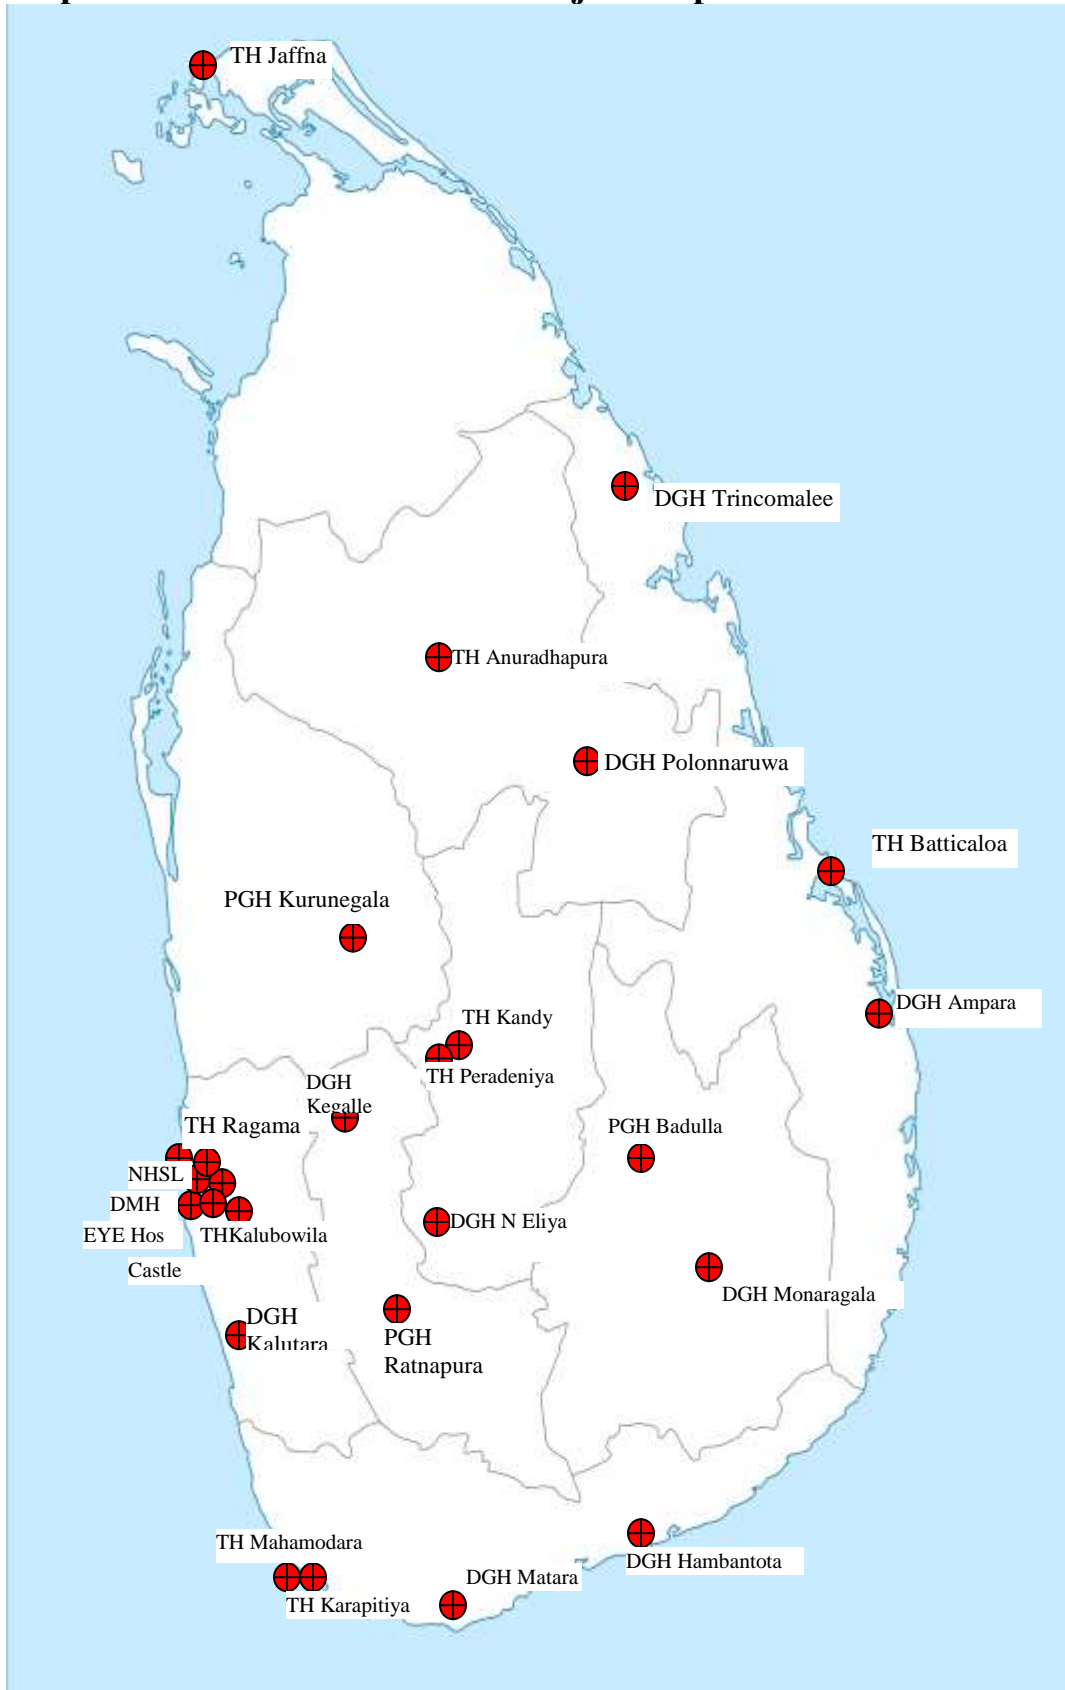 TH Jaffna
DGH Trincomalee
TH Anuradhapura
DGH Polonnaruwa
TH Batticaloa
PGH Kurunegala
DGH Ampara
TH Kandy
TH Peradeniya
DGH
Kegalle
TH Ragama
PGH Badulla
NHSL
DMH
EYE Hos
THKalubowila
DGH N Eliya
Castle
DGH Monaragala
DGH
Kalutara
PGH
Ratnapura
TH Mahamodara
DGH Hambantota
DGH Matara
TH Karapitiya